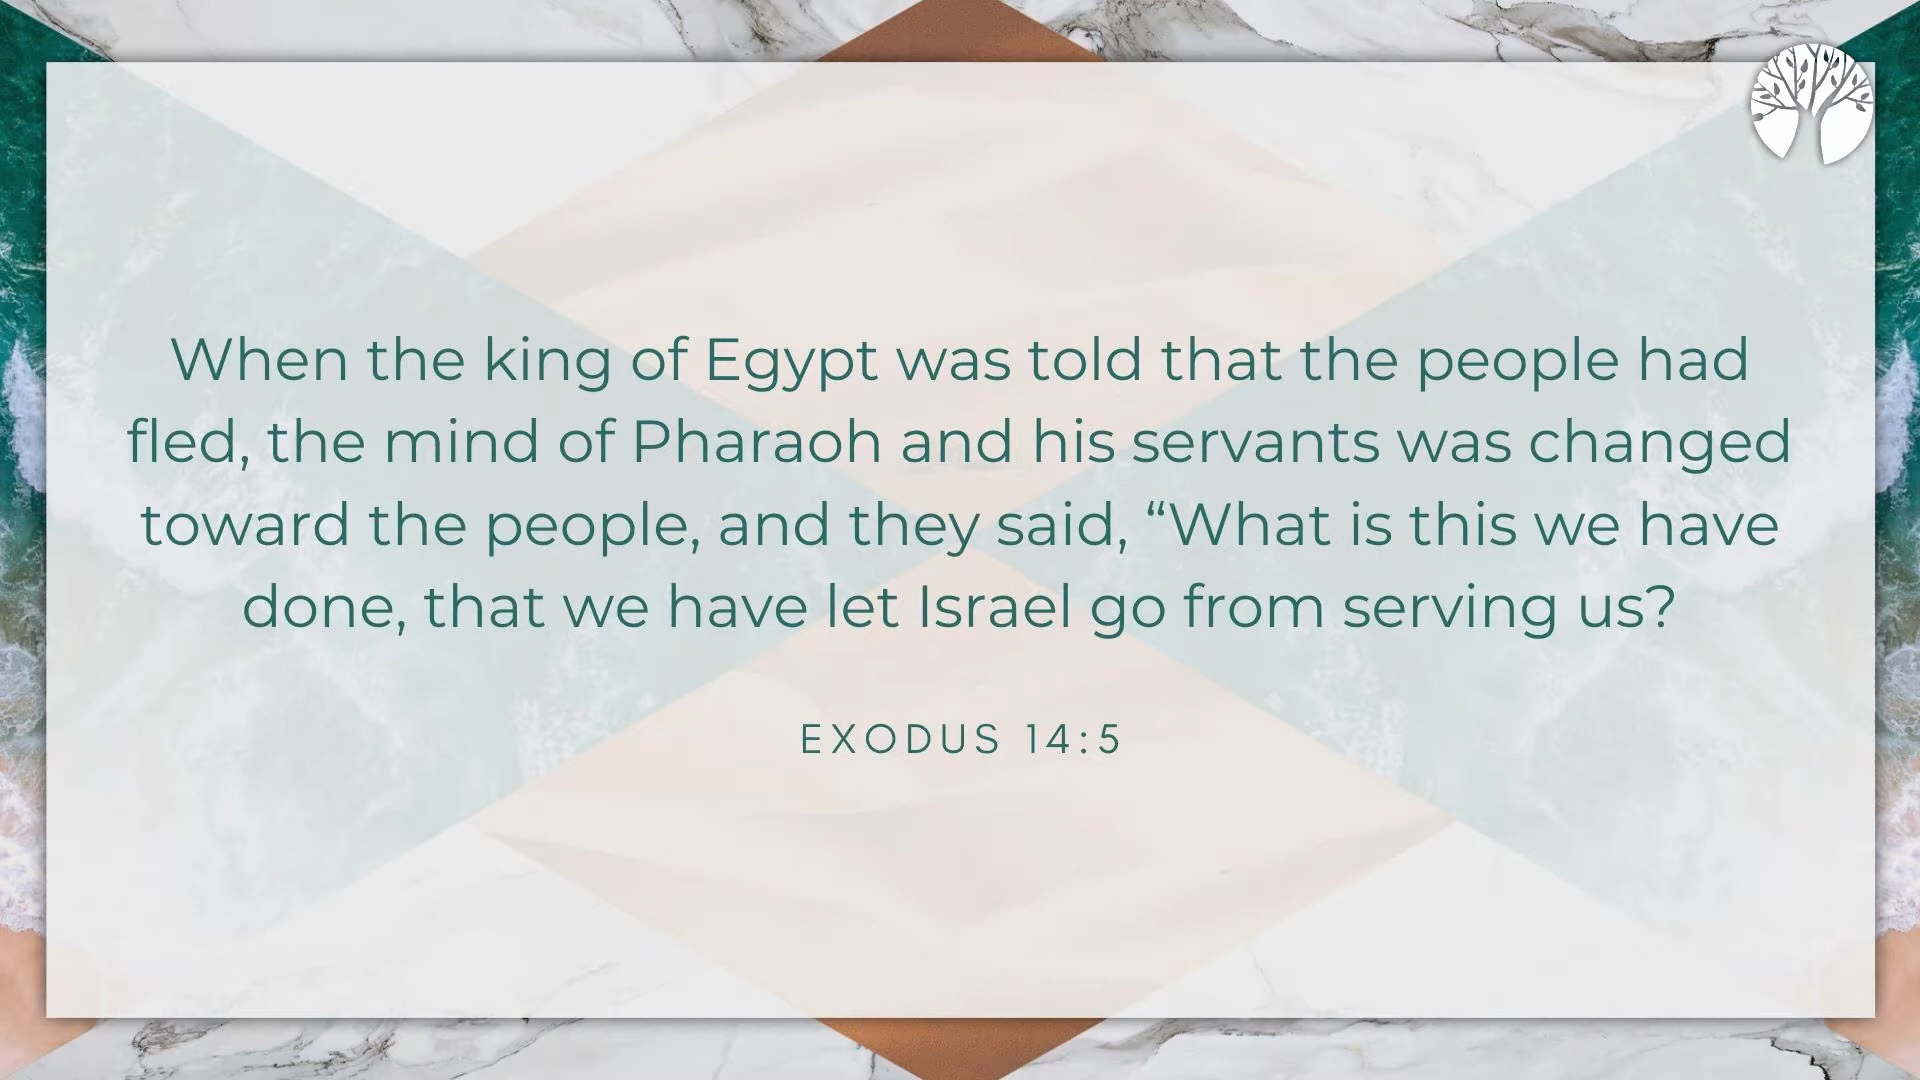 When the king of Egypt was told that the people had
fled, the mind of Pharaoh and his servants was changed
toward the people, and they said, “What is this we have
done, that we have let Israel go from serving us?
EXODUS 14:5